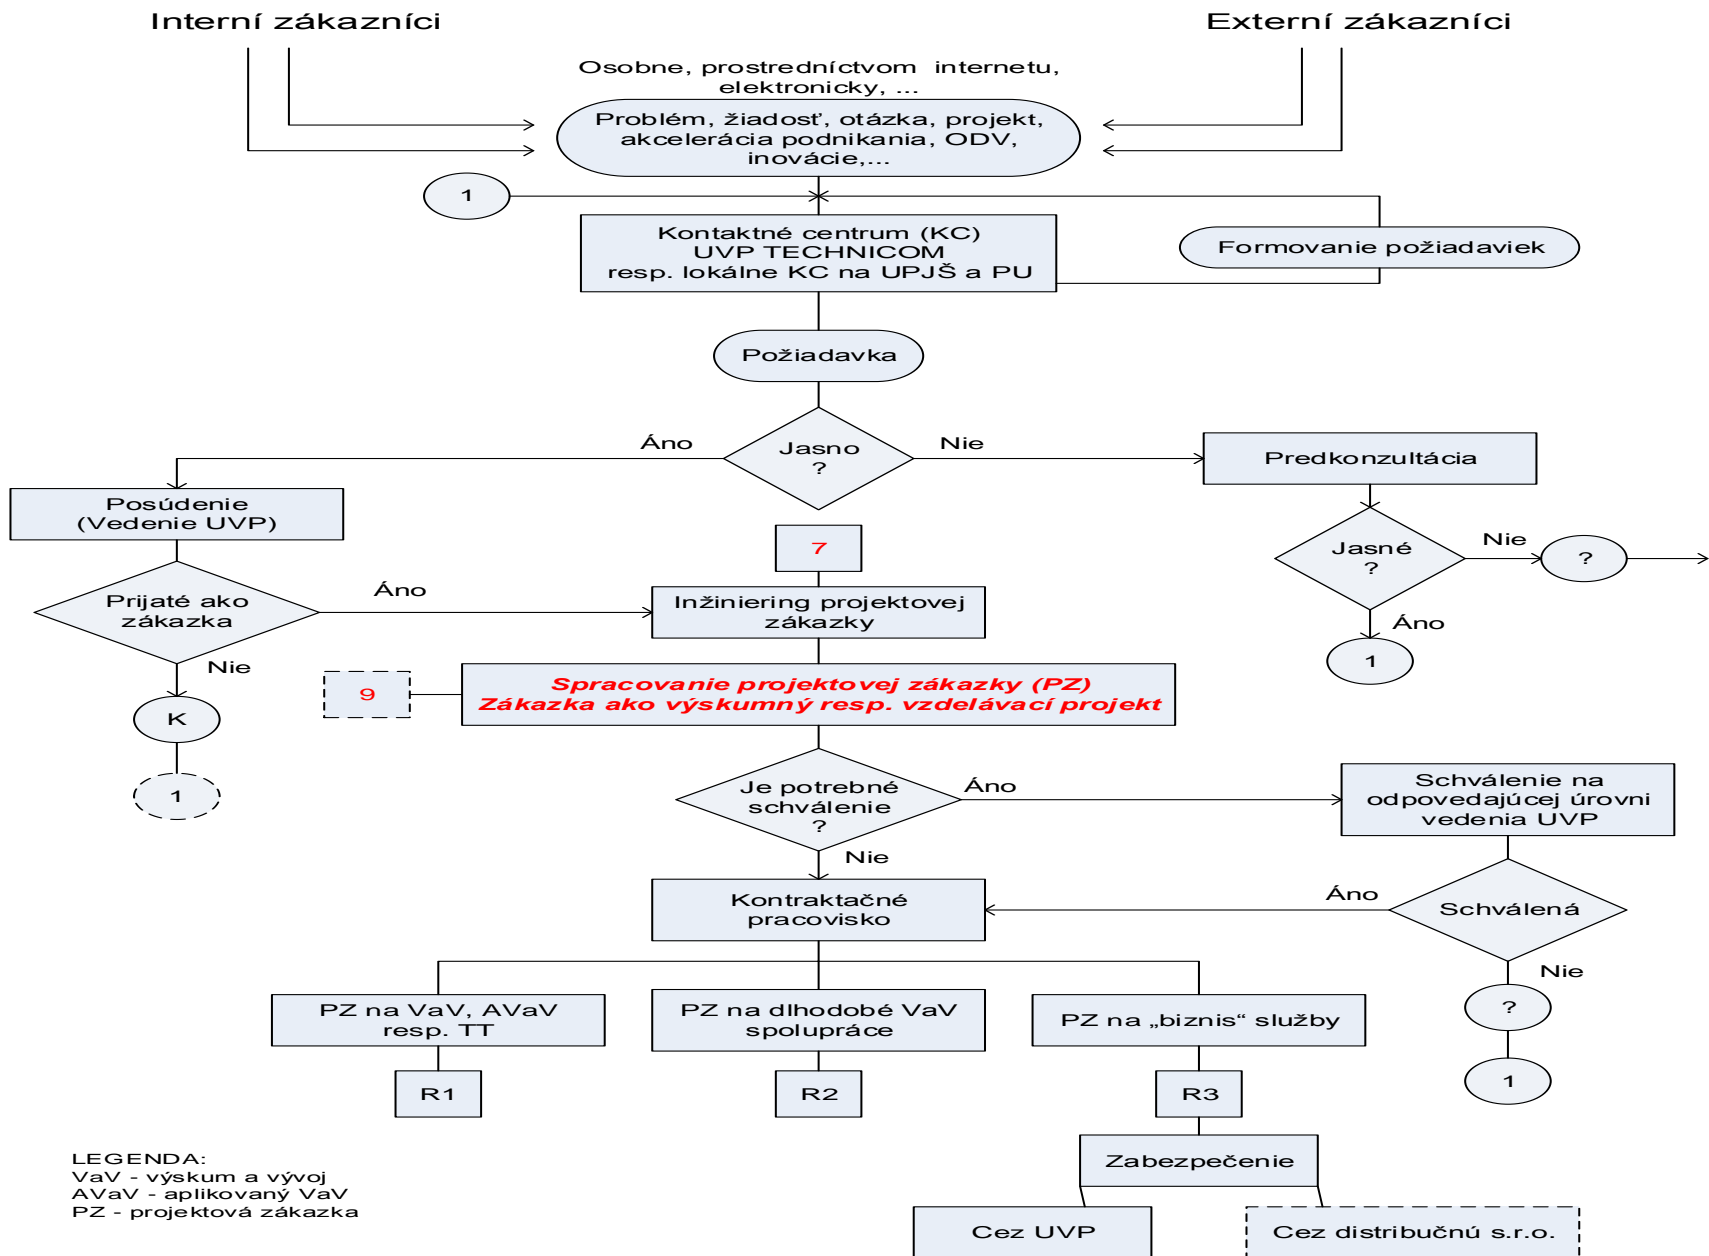 Interní zákazníci
Externí zákazníci
Osobne, prostredníctvom internetu,
elektronicky, ...
Problém, žiadosť, otázka, projekt,
akcelerácia podnikania, ODV,
inovácie,...
1
Kontaktné centrum (KC)
UVP TECHNICOM
resp. lokálne KC na UPJŠ a PU
Formovanie požiadaviek
Požiadavka
Áno
Jasno
?
Nie
Predkonzultácia
Posúdenie
(Vedenie UVP)
7
Jasné
?
Nie
?
Áno
1
Prijaté ako
zákazka
Áno
Inžiniering projektovej
zákazky
Nie
K
1
9
Spracovanie projektovej zákazky (PZ)
Zákazka ako výskumný resp. vzdelávací projekt
Je potrebné
schválenie
?
Áno
Schválenie na
odpovedajúcej úrovni
vedenia UVP
Nie
Kontraktačné
pracovisko
Áno
Schválená
Nie
?
1
PZ na VaV, AVaV
resp. TT
PZ na dlhodobé VaV
spolupráce
PZ na „biznis“ služby
R1
R2
R3
Zabezpečenie
Cez UVP
Cez distribučnú s.r.o.
LEGENDA:
VaV - výskum a vývoj
AVaV - aplikovaný VaV
PZ - projektová zákazka